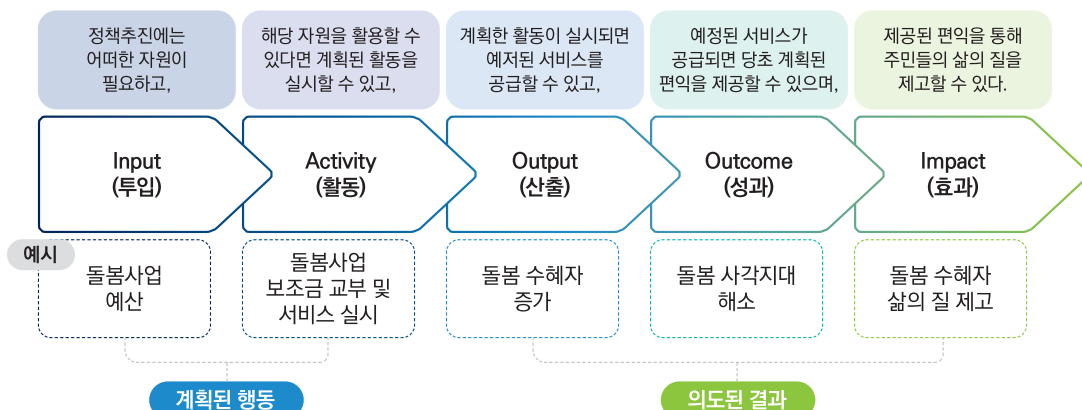 정책추진에는
어떠한 자원이
필요하고,
해당 자원을 활용할 수
있다면 계획된 활동을
실시할 수 있고,
계획한 활동이 실시되면
예저된 서비스를
공급할 수 있고,
예정된 서비스가
공급되면 당초 계획된
편익을 제공할 수 있으며,
제공된 편익을 통해
주민들의 삶의 질을
제고할 수 있다.
Input
(투입)
Activity
(활동)
Output
(산출)
Outcome
(성과)
Impact
(효과)
예시
돌봄사업
예산
돌봄사업
보조금 교부 및
서비스 실시
돌봄 수혜자
증가
돌봄 사각지대
해소
돌봄 수혜자
삶의 질 제고
계획된 행동
의도된 결과